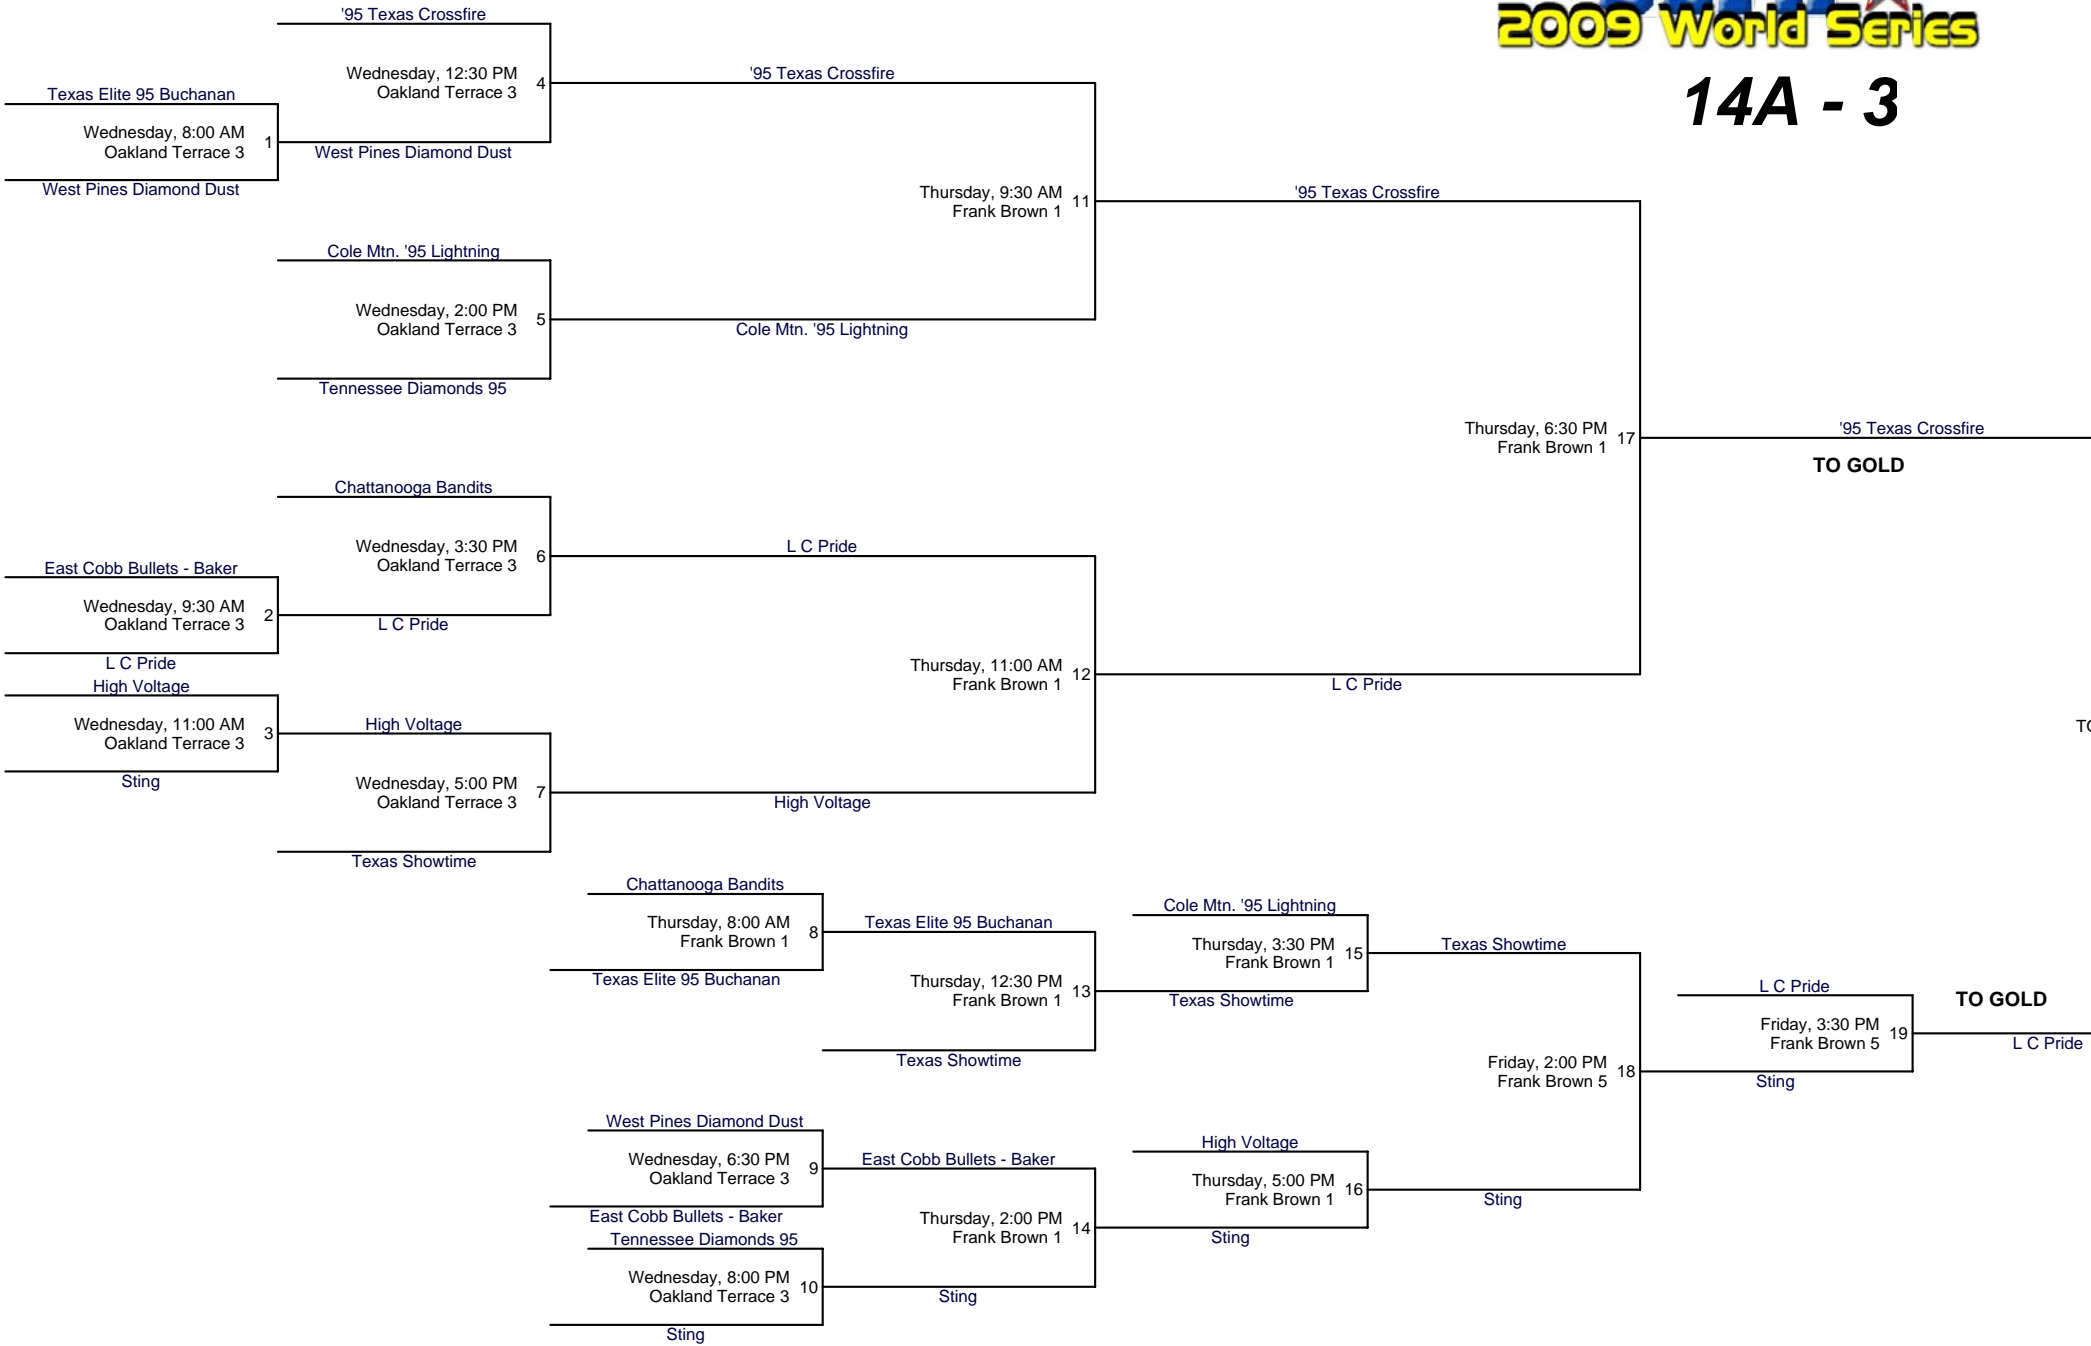 2009 World Series
14A - 3
'95 Texas Crossfire
Wednesday, 12:30 PM
Oakland Terrace 3
4
'95 Texas Crossfire
Texas Elite 95 Buchanan
Wednesday, 8:00 AM
Oakland Terrace 3
1
West Pines Diamond Dust
West Pines Diamond Dust
Thursday, 9:30 AM
Frank Brown 1
11
'95 Texas Crossfire
Cole Mtn. '95 Lightning
Wednesday, 2:00 PM
Oakland Terrace 3
5
Cole Mtn. '95 Lightning
Tennessee Diamonds 95
Thursday, 6:30 PM
Frank Brown 1
17
'95 Texas Crossfire
TO GOLD
Chattanooga Bandits
Wednesday, 3:30 PM
Oakland Terrace 3
6
L C Pride
East Cobb Bullets - Baker
Wednesday, 9:30 AM
Oakland Terrace 3
2
L C Pride
L C Pride
Thursday, 11:00 AM
Frank Brown 1
12
L C Pride
High Voltage
Wednesday, 11:00 AM
Oakland Terrace 3
3
High Voltage
Sting
Wednesday, 5:00 PM
Oakland Terrace 3
7
High Voltage
Texas Showtime
Chattanooga Bandits
Thursday, 8:00 AM
Frank Brown 1
8
Texas Elite 95 Buchanan
Texas Elite 95 Buchanan
Thursday, 12:30 PM
Frank Brown 1
13
Texas Showtime
Texas Showtime
Cole Mtn. '95 Lightning
Thursday, 3:30 PM
Frank Brown 1
15
Texas Showtime
L C Pride
TO GOLD
Friday, 3:30 PM
Frank Brown 5
19
L C Pride
Friday, 2:00 PM
Frank Brown 5
18
Sting
West Pines Diamond Dust
Wednesday, 6:30 PM
Oakland Terrace 3
9
East Cobb Bullets - Baker
East Cobb Bullets - Baker
High Voltage
Thursday, 5:00 PM
Frank Brown 1
16
Sting
Thursday, 2:00 PM
Frank Brown 1
14
Sting
Tennessee Diamonds 95
Wednesday, 8:00 PM
Oakland Terrace 3
10
Sting
Sting